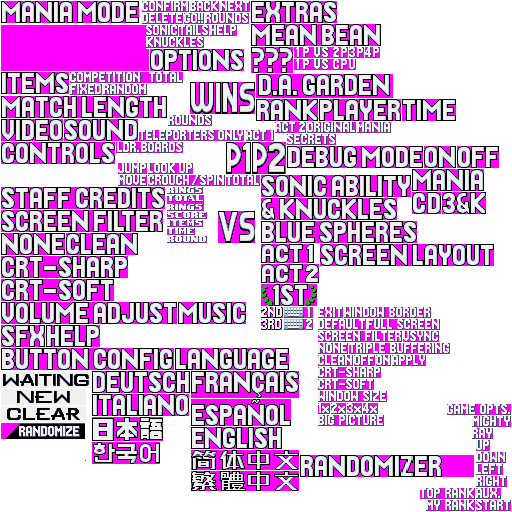 MANIA MODE
CONFIRM BACK NEXT
DELETE GO!! ROUNDS
EXTRAS
SONIC TAILS HELP
KNUCKLES
MEAN BEAN
OPTIONS
???
1P VS 2P 3P 4P
1P VS CPU
ITEMS
COMPETITION TOTAL
FIXED RANDOM
WINS
D.A. GARDEN
MATCH LENGTH
RANK PLAYER TIME
ROUNDS
VIDEO SOUND
TELEPORTERS ONLY ACT 1
ACT 2 ORIGINAL MANIA
SECRETS
CONTROLS
LDR. BOARDS
P1 P2
DEBUG MODE ON OFF
JUMP LOOK UP
MOVE CROUCH / SPIN TOTAL
SONIC ABILITY
MANIA
STAFF CREDITS
RINGS
TOTAL
RINGS
SCORE
ITEMS
TIME
ROUND
& KNUCKLES
CD 3&K
SCREEN FILTER
VS
BLUE SPHERES
NONE CLEAN
ACT 1
SCREEN LAYOUT
CRT-SHARP
ACT 2
CRT-SOFT
1ST
VOLUME ADJUST MUSIC
2ND 1
3RD 2
EXIT WINDOW BORDER
DEFAULT FULL SCREEN
SFX HELP
SCREEN FILTER VSYNC
NONE TRIPLE BUFFERING
BUTTON CONFIG LANGUAGE
CLEAN OFF ON APPLY
CRT-SHARP
CRT-SOFT
WINDOW SIZE
1x 2x 3x 4x
BIG PICTURE
WAITING
NEW
CLEAR
RANDOMIZE
DEUTSCH
FRANÇAIS
ITALIANO
ESPAÑOL
日本語
ENGLISH
한국어
简体中文
繁體中文
RANDOMIZER
GAME OPTS.
MIGHTY
RAY
UP
DOWN
LEFT
RIGHT
TOP RANK AUX.
MY RANK START